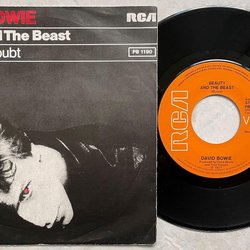 OWIE
RCA
d The Beast
PB 1190
oubt
RCA
BEAUTY
AND THE BEAST
DAVID BOWIE